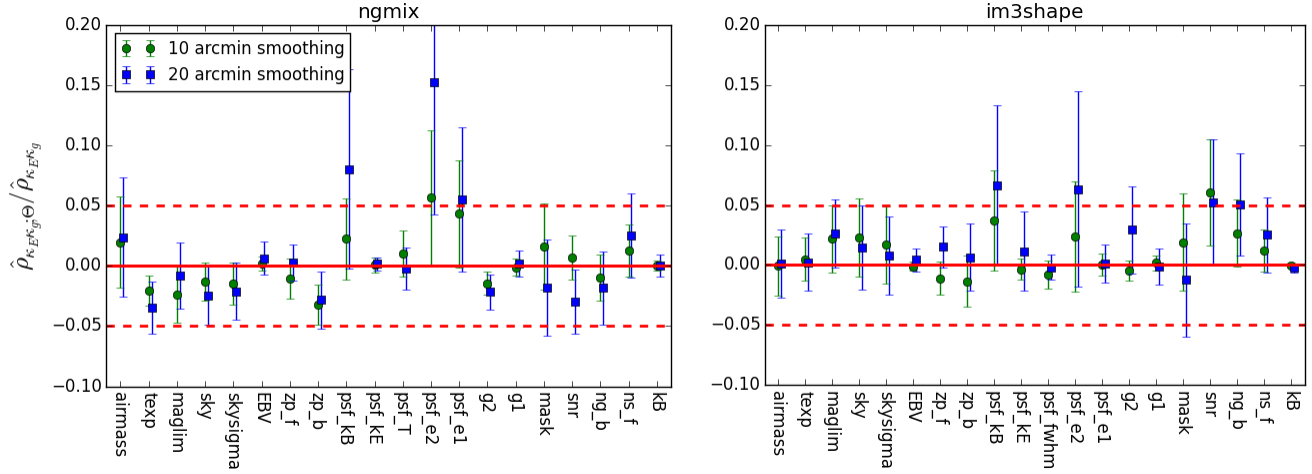 ngmix
im3shape
10 arcmin smoothing
20 arcmin smoothing
ρ̂κ_Eκ_g;Θ/ρ̂κ_Eκ_g
0.20
0.15
0.10
0.05
0.00
−0.05
−0.10
airmass
texp
maglim
sky
skysigma
EBV
zp_f
zp_b
psf_kB
psf_kE
psf_T
psf_e2
psf_e1
g2
g1
mask
snr
ng_b
ns_f
kB
0.20
0.15
0.10
0.05
0.00
−0.05
−0.10
airmass
texp
maglim
sky
skysigma
EBV
zp_f
zp_b
psf_kB
psf_kE
psf_fwhm
psf_e2
psf_e1
g2
g1
mask
snr
ng_b
ns_f
kB